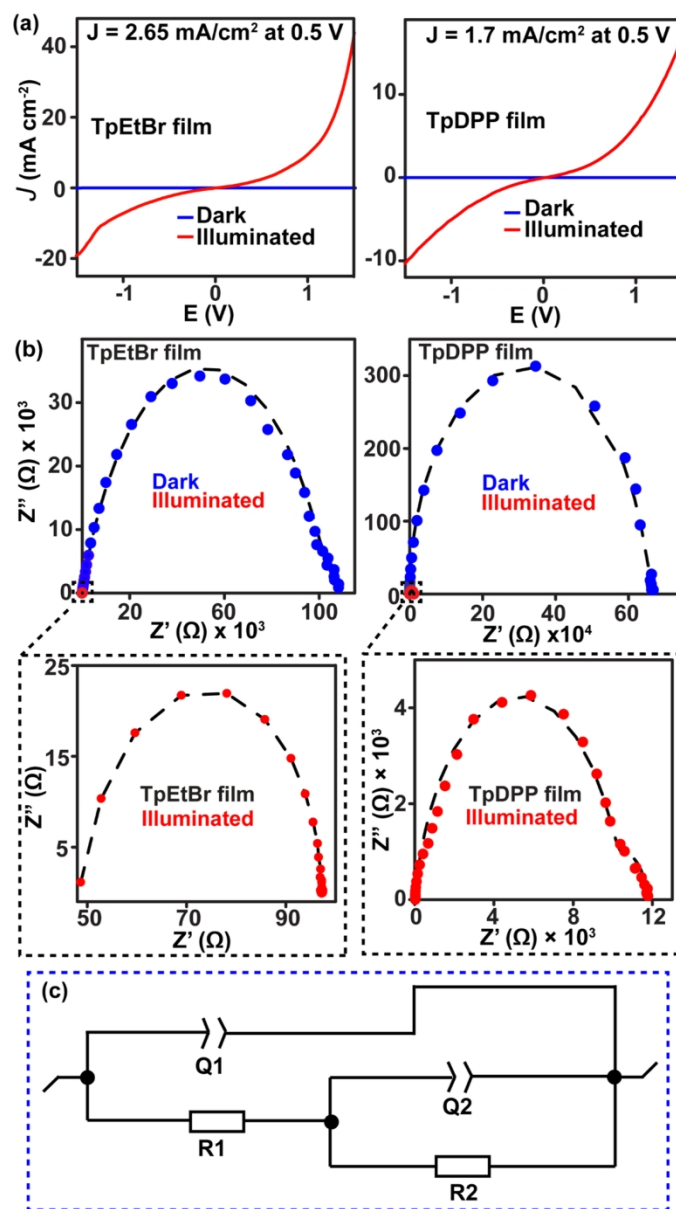 (a)
J = 2.65 mA/cm² at 0.5 V
J = 1.7 mA/cm² at 0.5 V
J (mA cm⁻²)
40
20
0
-20
TpEtBr film
Dark
Illuminated
-1
0
1
E (V)
10
0
-10
TpDPP film
Dark
Illuminated
-1
0
1
E (V)
(b)
TpEtBr film
Z'' (Ω) x 10³
30
20
10
0
Dark
Illuminated
20
60
100
Z' (Ω) x 10³
TpDPP film
300
200
100
0
Dark
Illuminated
0
20
40
60
Z' (Ω) x10⁴
Z'' (Ω)
25
15
5
TpEtBr film
Illuminated
50
70
90
Z' (Ω)
Z'' (Ω) × 10³
4
2
0
TpDPP film
Illuminated
0
4
8
12
Z' (Ω) × 10³
(c)
Q1
Q2
R1
R2